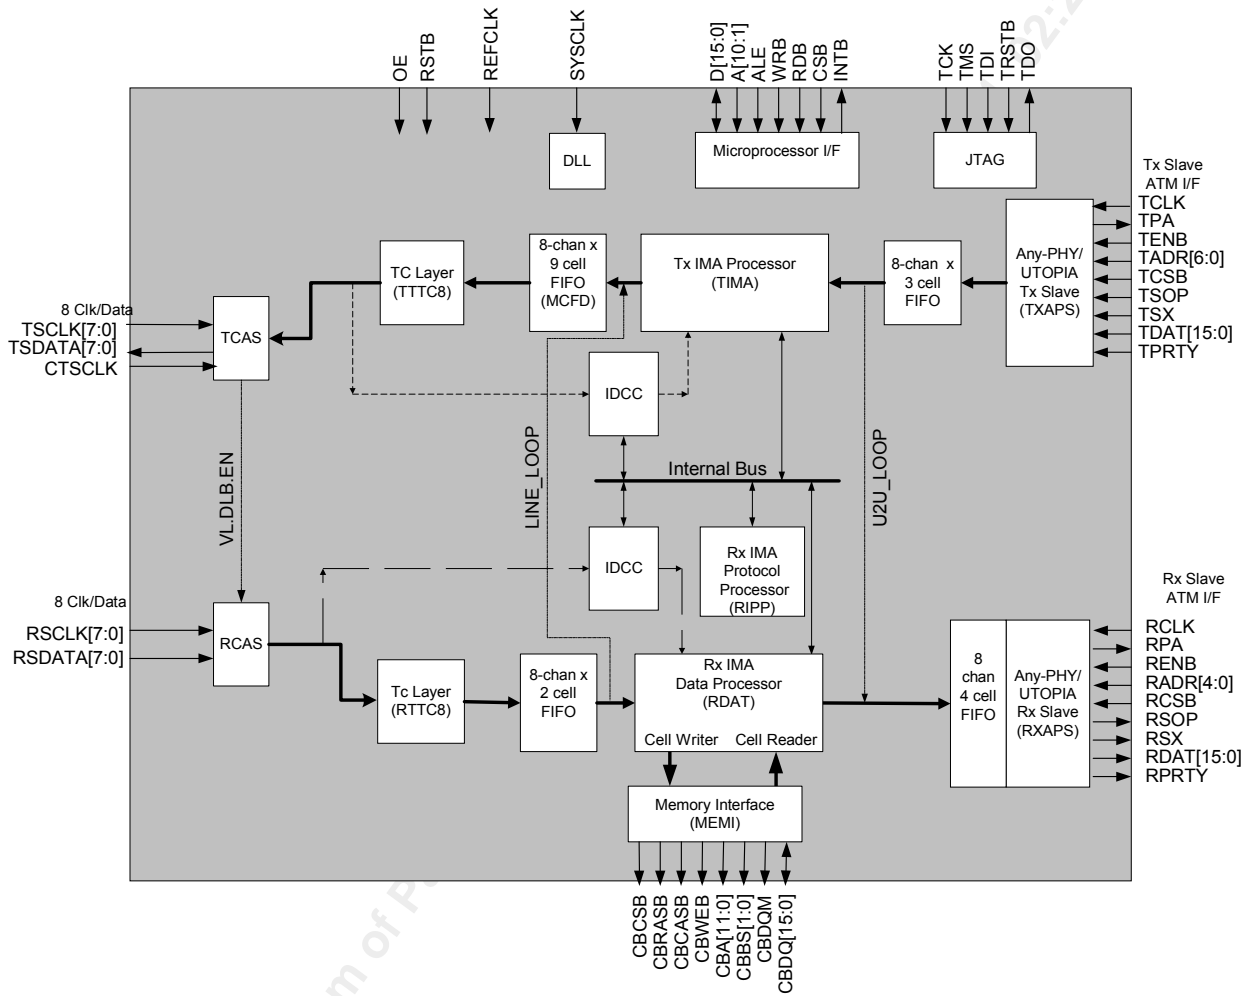 OE
RSTB
REFCLK
SYSCLK
D[15:0]
A[10:1]
ALE
WRB
RDB
CSB
INTB
TCK
TMS
TDI
TRSTB
TDO
DLL
Microprocessor I/F
JTAG
Tx Slave
ATM I/F
TCLK
TPA
TENB
TADR[6:0]
TCSB
TSOP
TSX
TDAT[15:0]
TPRTY
Any-PHY/
UTOPIA
Tx Slave
(TXAPS)
8-chan x
3 cell
FIFO
Tx IMA Processor
(TIMA)
8-chan x
9 cell
FIFO
(MCFD)
TC Layer
(TTTC8)
8 Clk/Data
TSCLK[7:0]
TSDATA[7:0]
CTSCLK
TCAS
IDCC
Internal Bus
VL.DLB.EN
LINE_LOOP
U2U_LOOP
IDCC
Rx IMA
Protocol
Processor
(RIPP)
8 Clk/Data
RSCLK[7:0]
RSDATA[7:0]
RCAS
Tc Layer
(RTTC8)
8-chan x
2 cell
FIFO
Rx IMA
Data Processor
(RDAT)
Cell Writer
Cell Reader
8
chan
4 cell
FIFO
Any-PHY/
UTOPIA
Rx Slave
(RXAPS)
Rx Slave
ATM I/F
RCLK
RPA
RENB
RADR[4:0]
RCSB
RSOP
RSX
RDAT[15:0]
RPRTY
Memory Interface
(MEMI)
CBCSB
CBRASB
CBCASB
CBWEB
CBA[11:0]
CBBS[1:0]
CBDQM
CBDQ[15:0]